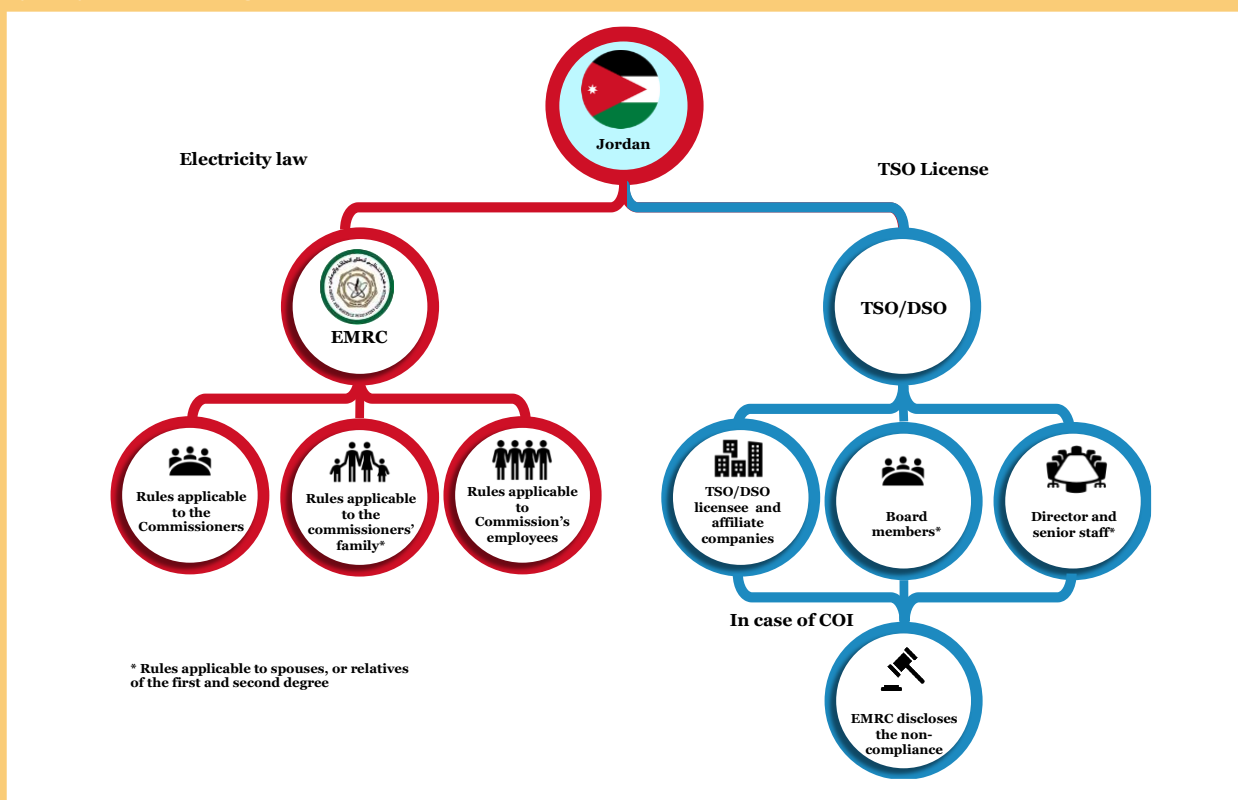 Jordan
Electricity law
TSO License
EMRC
TSO/DSO
Rules applicable
to the
Commissioners
Rules applicable
to the
commissioners'
family*
Rules applicable
to
Commission's
employees
TSO/DSO
licensee and
affiliate
companies
Board
members*
Director and
senior staff*
In case of COI
* Rules applicable to spouses, or relatives
of the first and second degree
EMRC discloses
the non-
compliance